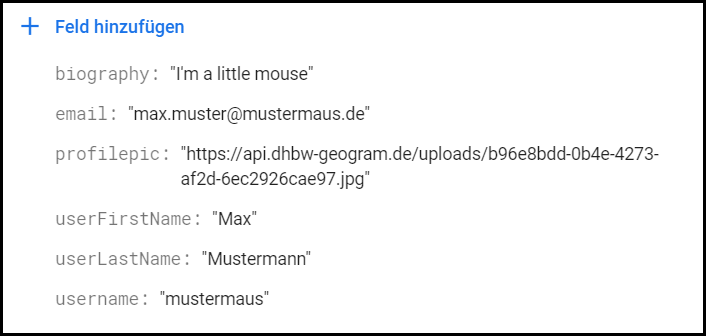 + Feld hinzufügen
biography: "I'm a little mouse"
email: "max.muster@mustermaus.de"
profilepic: "https://api.dhbw-geogram.de/uploads/b96e8bdd-0b4e-4273-
af2d-6ec2926cae97.jpg"
userFirstName: "Max"
userLastName: "Mustermann"
username: "mustermaus"